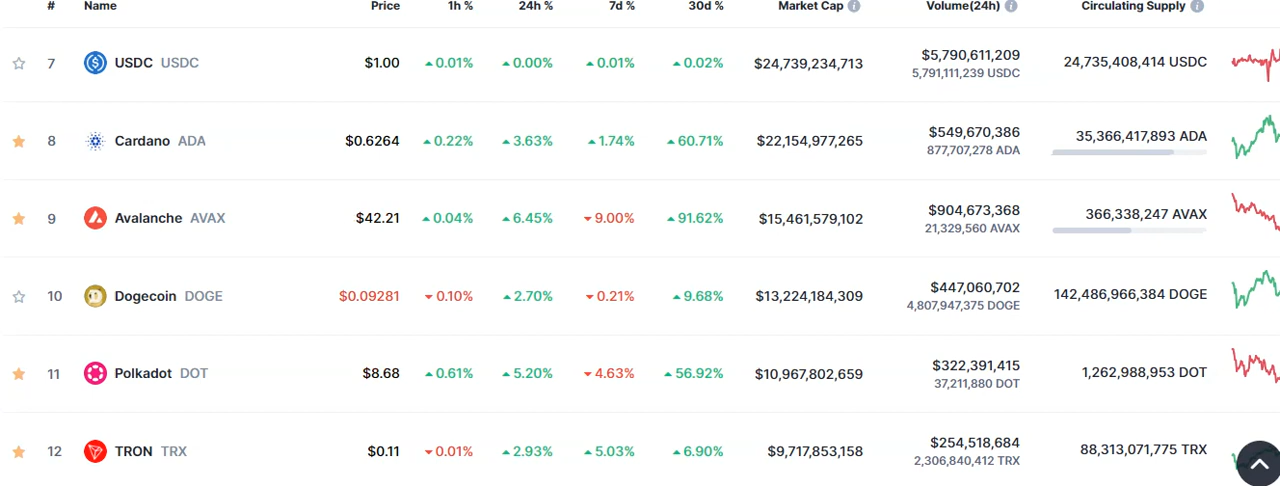 # Name Price 1h % 24h % 7d % 30d % Market Cap Volume(24h) Circulating Supply
7 USDC USDC $1.00 0.01% 0.00% 0.01% 0.02% $24,739,234,713 $5,790,611,209 24,735,408,414 USDC
5,791,111,239 USDC
8 Cardano ADA $0.6264 0.22% 3.63% 1.74% 60.71% $22,154,977,265 $549,670,386 35,366,417,893 ADA
877,707,278 ADA
9 Avalanche AVAX $42.21 0.04% 6.45% 9.00% 91.62% $15,461,579,102 $904,673,368 366,338,247 AVAX
21,329,560 AVAX
10 Dogecoin DOGE $0.09281 0.10% 2.70% 0.21% 9.68% $13,224,184,309 $447,060,702 142,486,966,384 DOGE
4,807,947,375 DOGE
11 Polkadot DOT $8.68 0.61% 5.20% 4.63% 56.92% $10,967,802,659 $322,391,415 1,262,988,953 DOT
37,211,880 DOT
12 TRON TRX $0.11 0.01% 2.93% 5.03% 6.90% $9,717,853,158 $254,518,684 88,313,071,775 TRX
2,306,840,412 TRX